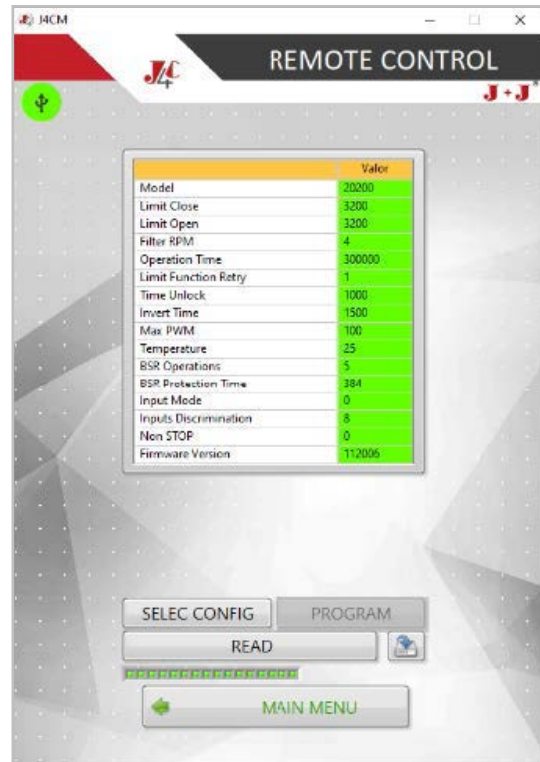 J4CM
REMOTE CONTROL
J4C
J+J®
Valor
Model 20200
Limit Close 3200
Limit Open 3200
Filter RPM 4
Operation Time 300000
Limit Function Retry 1
Time Unlock 1000
Invert Time 1500
Max PWM 100
Temperature 25
BSR Operations 5
BSR Protection Time 384
Input Mode 0
Inputs Discrimination 8
Non STOP 0
Firmware Version 112006
SELEC CONFIG PROGRAM
READ
MAIN MENU